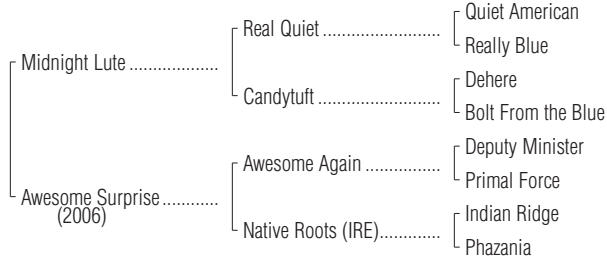 Quiet American
Real Quiet ...........................
Really Blue
Midnight Lute ....................
Dehere
Candytuft ............................
Bolt From the Blue
Deputy Minister
Awesome Again .................
Primal Force
Awesome Surprise ............
(2006)
Indian Ridge
Native Roots (IRE)..............
Phazania